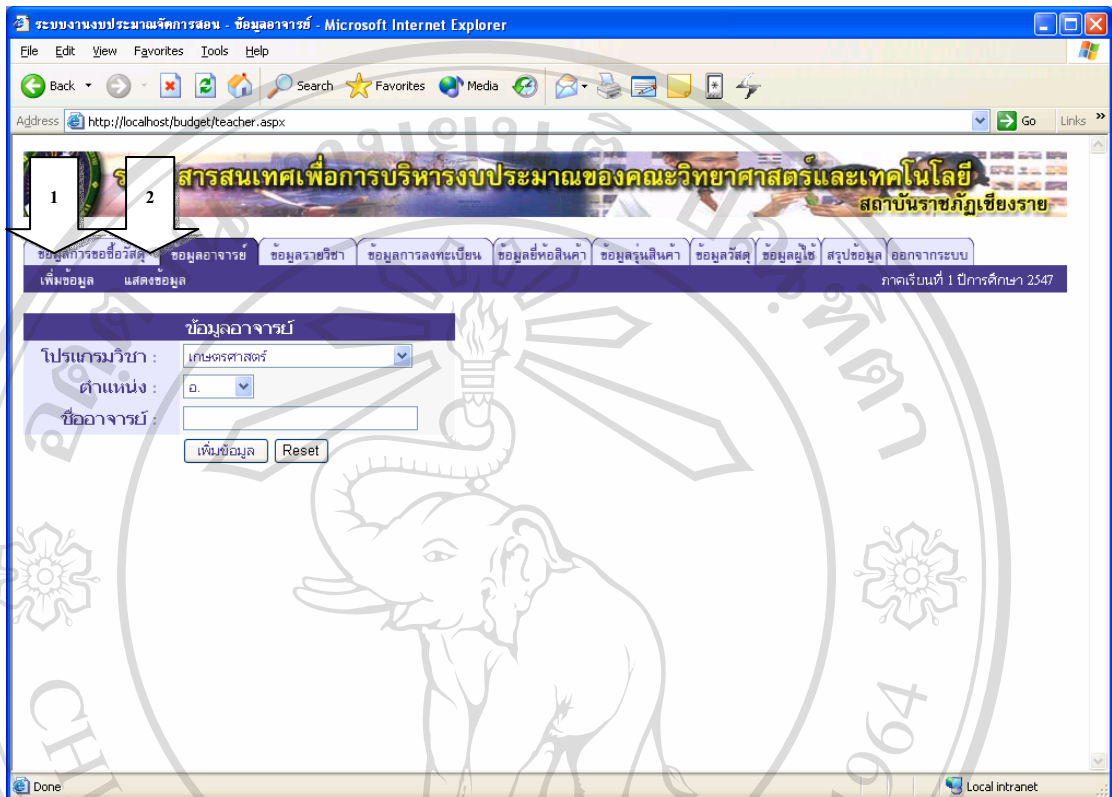 ระบบงานงบประมาณจัดการสอน - ข้อมูลอาจารย์ - Microsoft Internet Explorer
File Edit View Favorites Tools Help
Back Search Favorites Media
Address http://localhost/budget/teacher.aspx Go Links »
สารสนเทศเพื่อการบริหารงบประมาณของคณะวิทยาศาสตร์และเทคโนโลยี
สถาบันราชภัฏเชียงราย
1 2
ข้อมูลการขอซื้อวัสดุ ข้อมูลอาจารย์ ข้อมูลรายวิชา ข้อมูลการลงทะเบียน ข้อมูลยี่ห้อสินค้า ข้อมูลรุ่นสินค้า ข้อมูลวัสดุ ข้อมูลผู้ใช้ สรุปข้อมูล ออกจากระบบ
เพิ่มข้อมูล แสดงข้อมูล ภาคเรียนที่ 1 ปีการศึกษา 2547
ข้อมูลอาจารย์
โปรแกรมวิชา : เกษตรศาสตร์
ตำแหน่ง : อ.
ชื่ออาจารย์ :
เพิ่มข้อมูล Reset
Done Local intranet